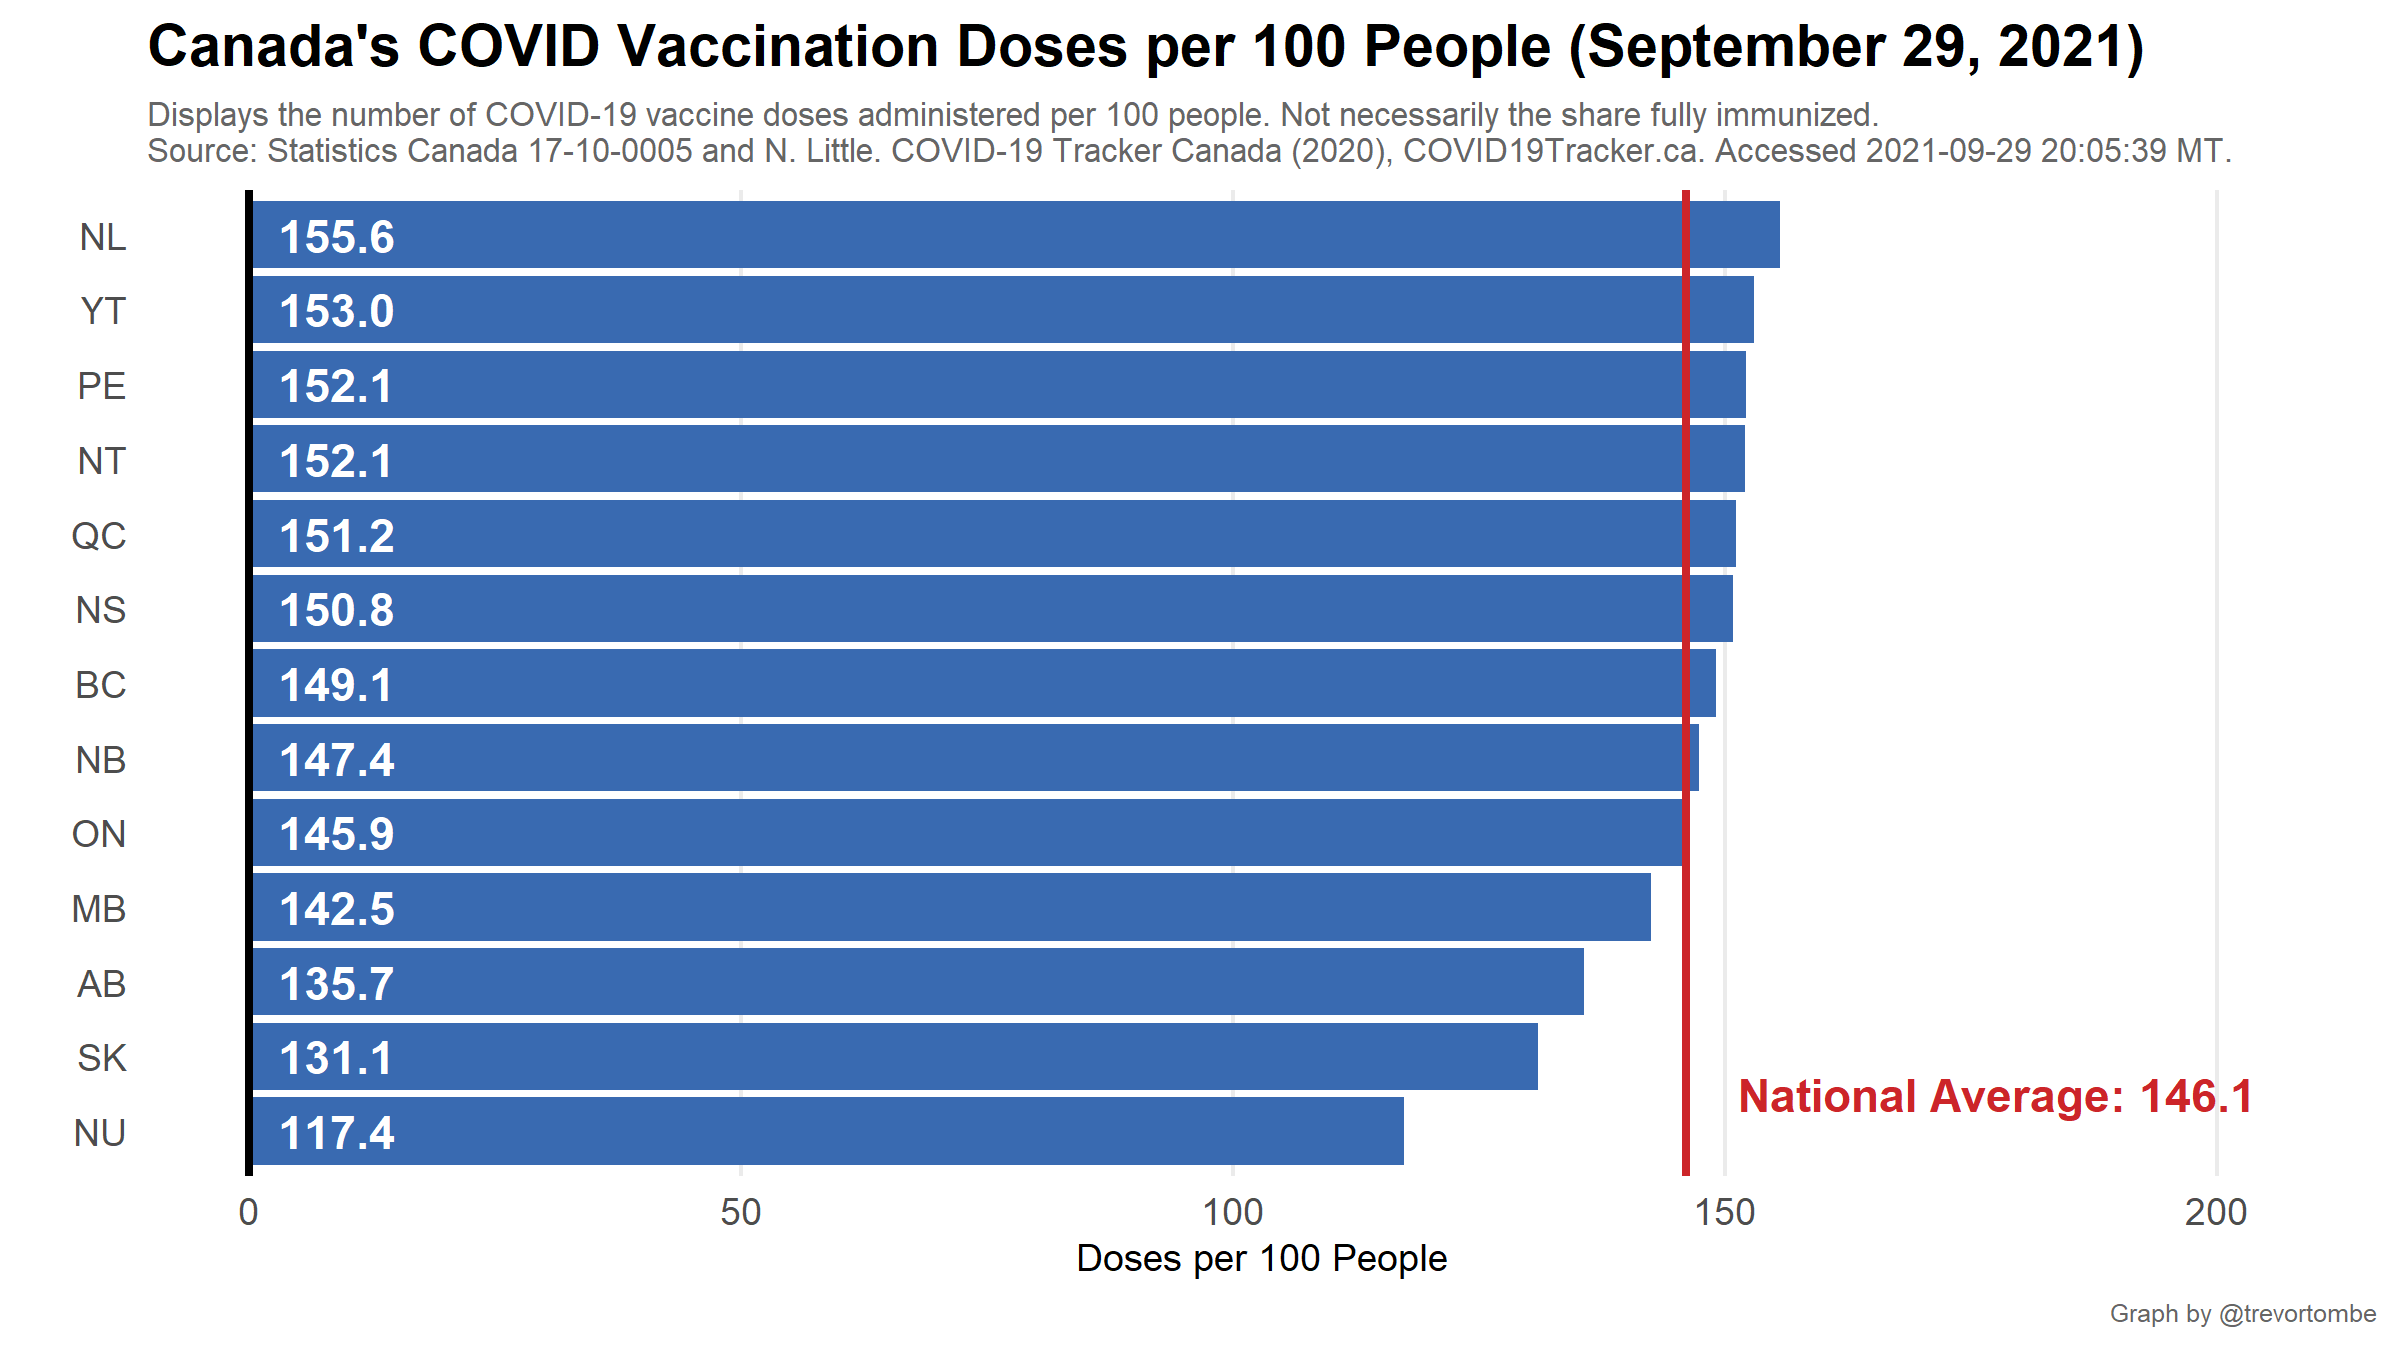 Canada's COVID Vaccination Doses per 100 People (September 29, 2021)
Displays the number of COVID-19 vaccine doses administered per 100 people. Not necessarily the share fully immunized.
Source: Statistics Canada 17-10-0005 and N. Little. COVID-19 Tracker Canada (2020), COVID19Tracker.ca. Accessed 2021-09-29 20:05:39 MT.
NL 155.6
YT 153.0
PE 152.1
NT 152.1
QC 151.2
NS 150.8
BC 149.1
NB 147.4
ON 145.9
MB 142.5
AB 135.7
SK 131.1
National Average: 146.1
NU 117.4
0 50 100 150 200
Doses per 100 People
Graph by @trevortombe